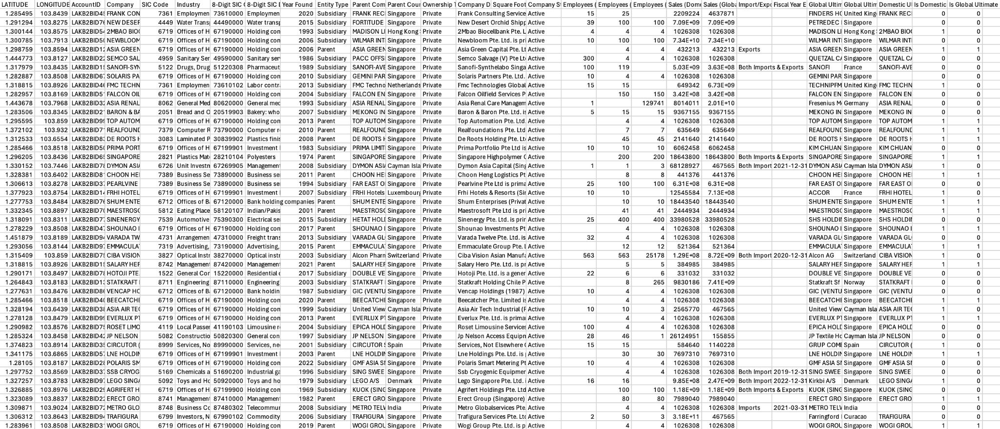 LATITUDE LONGITUDE AccountID Company SIC Code Industry 8-Digit SIC 8-Digit SIC Year Found Entity Type Parent Com Parent Cour Ownership Company D Square Foot Company St Employees ( Employees ( Employees ( Sales (Dome Sales (Globa Import/Expo Fiscal Year E Global Ultim Global Ultim Domestic Ul Is Domestic Is Global Ultimate
1.285495 103.8439 LAKB2BID45 FRANK CON 7361 Employmen 73610000 Employmen 2020 Subsidiary FRANK REC Singapore Private Frank Consulting Service Active 15 25 2209224 4637871 FINDERS HO United King FRANK REC 0 0
1.291294 103.8275 LAKB2BID76 NEW DESER 4449 Water Trans 44490000 Water transp 2015 Subsidiary FORTITUDE Singapore Private New Desert Orchid Shipp Active 39 100 100 7.09E+09 7.09E+09 PETREDEC Singapore 0 0
1.300144 103.8575 LAKB2BID54 2MBAO BIO 6719 Offices of H 67190000 Holding con 1993 Subsidiary MADISON LI Hong Kong Private 2Mbao Biocellbank Pte. L Active 4 4 4 1026308 1026308 MADISON LI Hong Kong 2MBAO BIO 1 0
1.300785 103.7913 LAKB2BID50 NEWBLOOM 6719 Offices of H 67190000 Holding con 2006 Subsidiary WILMAR INT Singapore Private Newbloom Pte. Ltd. is pri Active 10 100 100 7.34E+10 7.34E+10 WILMAR INT Singapore WILMAR INT 0 0
1.298759 103.8594 LAKB2BID12 ASIA GREEN 6719 Offices of H 67190000 Holding con 2006 Parent ASIA GREEN Singapore Private Asia Green Capital Pte. Lt Active 4 4 432213 432213 Exports ASIA GREEN Singapore ASIA GREEN 1 1
1.444773 103.8127 LAKB2BID22 SEMCO SAL 4959 Sanitary Ser 49590000 Sanitary ser 1986 Subsidiary PACC OFFS Singapore Private Semco Salvage (V) Pte Lt Active 300 4 4 1026308 1026308 QUETZAL CA Singapore QUETZAL CA 0 0
1.317979 103.8435 LAKB2BID15 SANOFI-SYN 5122 Drugs, Drug 51220308 Pharmaceut 1989 Subsidiary SANOFI-AVE Singapore Private Sanofi-Synthelabo Singa Active 100 119 5.03E+09 3.63E+08 Both Imports & Exports SANOFI France SANOFI-AVE 0 0
1.282887 103.8508 LAKB2BID67 SOLARIS PA 6719 Offices of H 67190000 Holding con 2010 Subsidiary GEMINI PAR Singapore Private Solaris Partners Pte. Ltd. Active 10 4 4 1026308 1026308 GEMINI PAR Singapore 0 0
1.318815 103.8926 LAKB2BID46 FMC TECHN 7361 Employmen 73610102 Labor contra 2013 Subsidiary FMC Techno Netherlands Private Fmc Technologies Global Active 15 15 649342 6.73E+09 TECHNIPFM United King FMC TECHN 1 0
1.282957 103.8169 LAKB2BID51 FALCON OIL 6719 Offices of H 67190000 Holding con 2004 Subsidiary FALCON EN Singapore Private Falcon Oilfield Services P Active 150 150 3.42E+08 3.42E+08 FALCON EN Singapore FALCON EN 0 0
1.443678 103.7968 LAKB2BID32 ASIA RENAL 8062 General Med 80620000 General med 1993 Subsidiary ASIA RENAL Singapore Private Asia Renal Care Managem Active 1 129741 8014011 2.01E+10 Fresenius Me Germany ASIA RENAL 0 0
1.283506 103.8345 LAKB2BID21 BARON & BA 2051 Bread and O 20519903 Bakery: who 2007 Subsidiary MEKONG IN Singapore Private Baron & Baron Pte. Ltd. is Active 5 15 15 9367155 9367155 MEKONG IN Singapore MEKONG IN 0 0
1.295595 103.859 LAKB2BID99 TOP AUTOM 6719 Offices of H 67190000 Holding con 2013 Parent TOP AUTOM Singapore Private Top Automation Pte. Ltd. Active 4 4 1026308 1026308 TOP AUTOM Singapore TOP AUTOM 1 1
1.372102 103.932 LAKB2BID71 REALFOUND 7379 Computer R 73790000 Computer re 2010 Parent REALFOUND Singapore Private Realfoundations Pte. Ltd Active 7 7 635649 635649 REALFOUND Singapore REALFOUND 1 1
1.312533 103.6554 LAKB2BID83 DE ROOTS H 3083 Laminated P 30839902 Plastics finis 2008 Parent DE ROOTS H Singapore Private De Roots Holding Pte. Lt Active 45 45 2141640 2141640 DE ROOTS H Singapore DE ROOTS H 1 1
1.285466 103.8518 LAKB2BID50 PRIMA PORT 6719 Offices of H 67199901 Investment 1983 Subsidiary PRIMA LIMIT Singapore Private Prima Portfolio Pte Ltd is Active 10 10 10 6062458 6062458 KIM CHUAN Singapore KIM CHUAN 0 0
1.296205 103.8436 LAKB2BID65 SINGAPORE 2821 Plastics Mat 28210104 Polyesters 1974 Parent SINGAPORE Singapore Private Singapore Highpolymer C Active 200 200 18643800 18643800 Both Imports & Exports SINGAPORE Singapore SINGAPORE 1 1
1.330152 103.7446 LAKB2BID78 DYMON ASI 6726 Unit Investn 67269905 Management 2008 Subsidiary DYMON ASI Cayman Isla Private Dymon Asia Capital (Sing Active 1 1 3 68128927 467565 Both Import 2021-12-31 DYMON ASI Cayman Isla DYMON ASI 1 0
1.328381 103.6402 LAKB2BID81 CHOON HEI 7389 Business Se 73890000 Business ser 2011 Parent CHOON HEI Singapore Private Choon Heng Logistics Pt Active 8 8 441376 441376 CHOON HEI Singapore CHOON HEI 1 1
1.306613 103.8278 LAKB2BID37 PEARLVINE 7389 Business Se 73890000 Business ser 1994 Subsidiary FAR EAST O Singapore Private Pearlvine Pte Ltd is prima Active 25 100 100 6.31E+08 6.31E+08 FAR EAST O Singapore FAR EAST O 0 0
1.377923 103.8754 LAKB2BID14 FRHI HOTEL 6719 Offices of H 67199901 Investment 2007 Subsidiary FRHI Hotels Luxembourg Private Frhi Hotels & Resorts (Sin Active 10 10 12545584 7.13E+08 ACCOR France FRHI HOTEL 1 0
1.277753 103.8484 LAKB2BID76 SHUM ENTE 6712 Offices of B 67120000 Bank holding companies Parent SHUM ENTE Singapore Private Shum Enterprises (Privat Active 10 10 18443540 18443540 SHUM ENTE Singapore SHUM ENTE 1 1
1.332345 103.8897 LAKB2BID70 MAESTROSO 5812 Eating Place 58120107 Indian/Pakis 2001 Parent MAESTROSO Singapore Private Maestrosoft Pte Ltd is pri Active 41 41 2444934 2444934 MAESTROSO Singapore MAESTROSO 1 1
1.318091 103.8311 LAKB2BID77 SINENERGY 7539 Automotive 75390300 Electrical se 2015 Subsidiary HETAT HOLD Singapore Private Sinenergy Pte. Ltd. is prin Active 25 400 400 33980528 33980528 SHS HOLDIN Singapore SHS HOLDIN 0 0
1.278229 103.8508 LAKB2BID47 SHOUNAO I 6719 Offices of H 67190000 Holding con 2017 Parent SHOUNAO I Singapore Private Shounao Investments Pt Active 4 4 1026308 1026308 SHOUNAO I Singapore SHOUNAO I 1 1
1.451879 103.8189 LAKB2BID94 VARADA TW 4731 Arrangemen 47310000 Freight trans 2013 Subsidiary VARADA GL Singapore Private Varada Twelve Pte. Ltd. i Active 32 4 4 1026308 1026308 VARADA GL Singapore VARADA GL 0 0
1.293056 103.8144 LAKB2BID97 EMMACULAT 7319 Advertising, 73190000 Advertising, 2015 Parent EMMACULAT Singapore Private Emmaculate Group Pte. L Active 12 12 521364 521364 EMMACULAT Singapore EMMACULAT 1 1
1.315409 103.859 LAKB2BID75 CIBA VISION 3827 Optical Instr 38270000 Optical instr 2003 Subsidiary Alcon Pharn Switzerland Private Ciba Vision Asian Manufa Active 563 563 25178 1.29E+08 8.72E+09 Both Import 2020-12-31 Alcon AG Switzerland CIBA VISION 1 0
1.318815 103.8926 LAKB2BID15 SALARY HER 8742 Management 87420000 Management 2021 Parent SALARY HER Singapore Private Salary Hero Pte. Ltd. is p Active 5 5 384985 384985 SALARY HER Singapore SALARY HER 1 1
1.290171 103.8497 LAKB2BID78 HOTOJI PTE. 1522 General Cor 15220000 Residential c 2017 Subsidiary DOUBLE VE Singapore Private Hotoji Pte. Ltd. is a gener Active 22 6 6 331032 331032 DOUBLE VE Singapore DOUBLE VE 0 0
1.264843 103.8183 LAKB2BID13 STATKRAFT 8711 Engineering 87110000 Engineering 2003 Subsidiary STATKRAFT Singapore Private Statkraft Holding Chile P Active 8 265 9830186 7.41E+09 Statkraft Sf Norway STATKRAFT 0 0
1.277631 103.8476 LAKB2BID86 VENCAP HO 6712 Offices of B 67120000 Bank holdin 1987 Subsidiary GIC (VENTU Singapore Private Vencap Holdings (1987) Active 10 4 4 1026308 1026308 GIC (VENTU Singapore GIC (VENTU 0 0
1.285466 103.8518 LAKB2BID40 BEECATCHE 6719 Offices of H 67190000 Holding con 2020 Parent BEECATCHE Singapore Private Beecatcher Pte. Limited is Active 4 4 1026308 1026308 BEECATCHE Singapore BEECATCHE 1 1
1.328194 103.6439 LAKB2BID38 ASIA AIR TEC 6719 Offices of H 67190000 Holding con 1999 Subsidiary United View Cayman Isla Private Asia Air Tech Industrial (P Active 10 10 3 2565770 467565 United View Cayman Isla ASIA AIR TEC 1 0
1.278128 103.8479 LAKB2BID99 EVERLUX PT 6719 Offices of H 67190000 Holding con 2013 Parent EVERLUX PT Singapore Private Everlux Pte. Ltd. is primar Active 4 4 1026308 1026308 EVERLUX PT Singapore EVERLUX PT 1 1
1.290982 103.8576 LAKB2BID75 ROSET LIMO 4119 Local Passer 41190103 Limousine r 2004 Subsidiary EPICA HOLD Singapore Private Roset Limousine Services Active 100 4 4 1026308 1026308 EPICA HOLD Singapore EPICA HOLD 0 0
1.285324 103.8458 LAKB2BID42 JP NELSON 5082 Constructio 50820300 General con 1997 Subsidiary JP NELSON Singapore Private Jp Nelson Access Equipn Active 28 46 1 26124951 155855 JP Textile Ho Cayman Isla JP NELSON 0 0
1.374823 103.8914 LAKB2BID35 CIRCUTOR ( 8999 Services, No 89990000 Services, ne 2001 Subsidiary CIRCUTOR S Spain Private Services, Not Elsewhere C Active 15 15 584640 1140228 GRUP COME Spain CIRCUTOR ( 1 0
1.341175 103.6865 LAKB2BID57 LNE HOLDIN 6719 Offices of H 67199901 Investment 2003 Parent LNE HOLDIN Singapore Private Lne Holdings Pte. Ltd. is Active 30 30 7697310 7697310 LNE HOLDIN Singapore LNE HOLDIN 1 1
1.28105 103.8187 LAKB2BID28 POLARIS SM 6719 Offices of H 67190000 Holding con 2022 Subsidiary GMF ASIA SI Singapore Private Polaris Smart Metering Pt Active 10 4 4 1026308 1026308 GMF ASIA SI Singapore GMF ASIA SI 0 0
1.297752 103.8569 LAKB2BID37 SSB CRYOG 5169 Chemicals a 51690200 Industrial ga 1996 Subsidiary SING SWEE Singapore Private Ssb Cryogenic Equipmer Active 4 4 1026308 1026308 Both Import 2019-12-31 SING SWEE Singapore SING SWEE 0 0
1.327257 103.8783 LAKB2BID97 LEGO SINGA 5092 Toys and Ho 50920000 Toys and ho 1979 Subsidiary LEGO A/S Denmark Private Lego Singapore Pte. Ltd. i Active 16 16 9.85E+08 2.47E+09 Both Import 2022-12-31 Kirkbi A/S Denmark LEGO SINGA 1 0
1.326885 103.8976 LAKB2BID29 AGRIFERT H 6719 Offices of H 67199900 Holding con 1969 Subsidiary KUOK (SING Singapore Private Agrifert Holdings Pte. Ltd Active 100 100 1.18E+09 1.18E+09 Both Imports & Exports KUOK (SING Singapore KUOK (SING 0 0
1.323089 103.8837 LAKB2BID22 ERECT GRO 8741 Management 87410000 Management 1982 Parent ERECT GRO Singapore Private Erect Group (Singapore) Active 80 80 7989040 7989040 ERECT GRO Singapore ERECT GRO 1 1
1.309871 103.9024 LAKB2BID72 METRO GLO 8748 Business Co 87480302 Telecommur 2008 Subsidiary METRO TELV India Private Metro Globalservices Pte. Active 4 4 1026308 1026308 Imports 2021-03-31 METRO TELV India 0 0
1.306312 103.8643 LAKB2BID94 TRAFIGURA 6799 Investors, N 67990102 Commodity 2006 Subsidiary TRAFIGURA Singapore Private Trafigura Services Pte. Lt Active 2 50 3 3.18E+11 467565 Farringford Curacao TRAFIGURA 0 0
1.283961 103.8508 LAKB2BID31 WOGI GROU 6719 Offices of H 67190000 Holding con 2019 Parent WOGI GROU Singapore Private Wogi Group Pte. Ltd. is p Active 4 4 1026308 1026308 WOGI GROU Singapore WOGI GROU 1 1